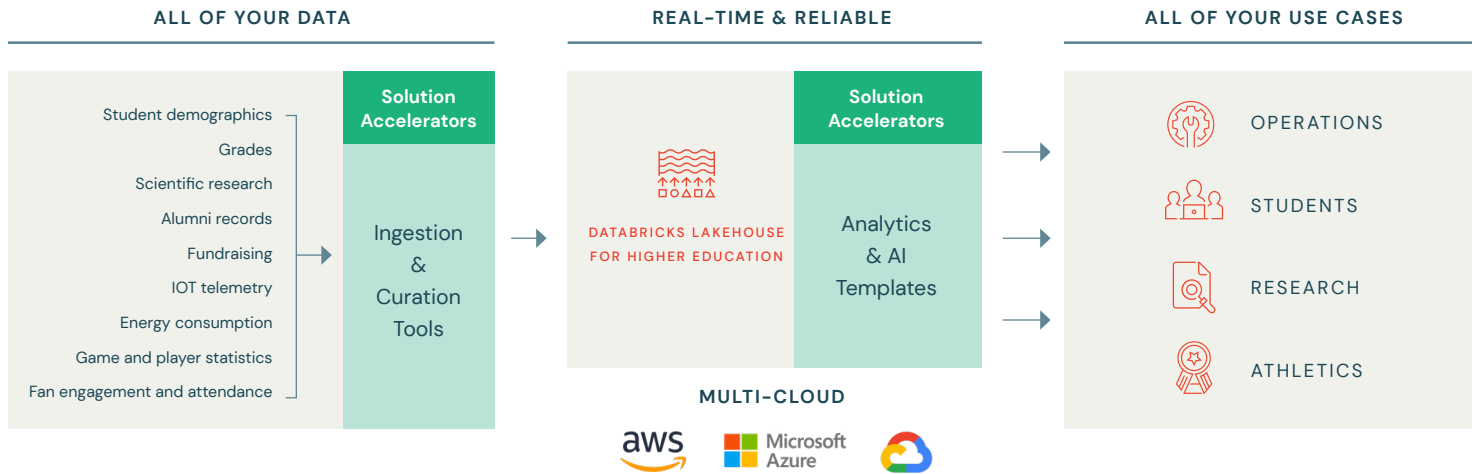 ALL OF YOUR DATA
Student demographics
Grades
Scientific research
Alumni records
Fundraising
IOT telemetry
Energy consumption
Game and player statistics
Fan engagement and attendance
Solution
Accelerators
Ingestion
&
Curation
Tools
REAL-TIME & RELIABLE
DATABRICKS LAKEHOUSE
FOR HIGHER EDUCATION
Solution
Accelerators
Analytics
& AI
Templates
MULTI-CLOUD
aws
Microsoft
Azure
ALL OF YOUR USE CASES
OPERATIONS
STUDENTS
RESEARCH
ATHLETICS